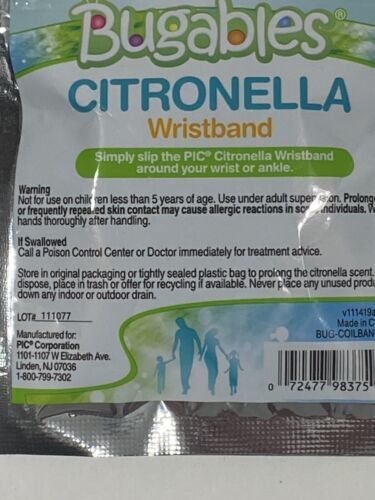 Bugables®
CITRONELLA
Wristband
Simply slip the PIC® Citronella Wristband
around your wrist or ankle.
Warning
Not for use on children less than 5 years of age. Use under adult supervision. Prolong
or frequently repeated skin contact may cause allergic reactions in some individuals. W
hands thoroughly after handling.
If Swallowed
Call a Poison Control Center or Doctor immediately for treatment advice.
Store in original packaging or tightly sealed plastic bag to prolong the citronella scent.
dispose, place in trash or offer for recycling if available. Never place any unused produ
down any indoor or outdoor drain.
LOT# 111077
v111419a
Made in C
BUG-COILBAN
Manufactured for:
PIC® Corporation
1101-1107 W Elizabeth Ave.
Linden, NJ 07036
1-800-799-7302
0 72477 98375